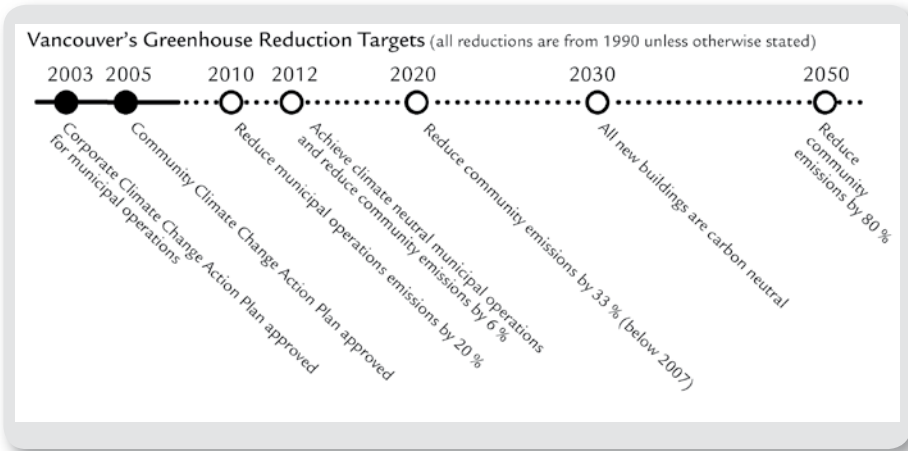 Vancouver's Greenhouse Reduction Targets (all reductions are from 1990 unless otherwise stated)
2003 2005 2010 2012 2020 2030 2050
Corporate Climate Change Action Plan approved
for municipal operations
Community Climate Change Action Plan approved
Reduce municipal operations emissions by 20 %
Achieve climate neutral municipal operations
and reduce community emissions by 6 %
Reduce community emissions by 33 % (below 2007)
All new buildings are carbon neutral
Reduce
community
emissions by 80 %